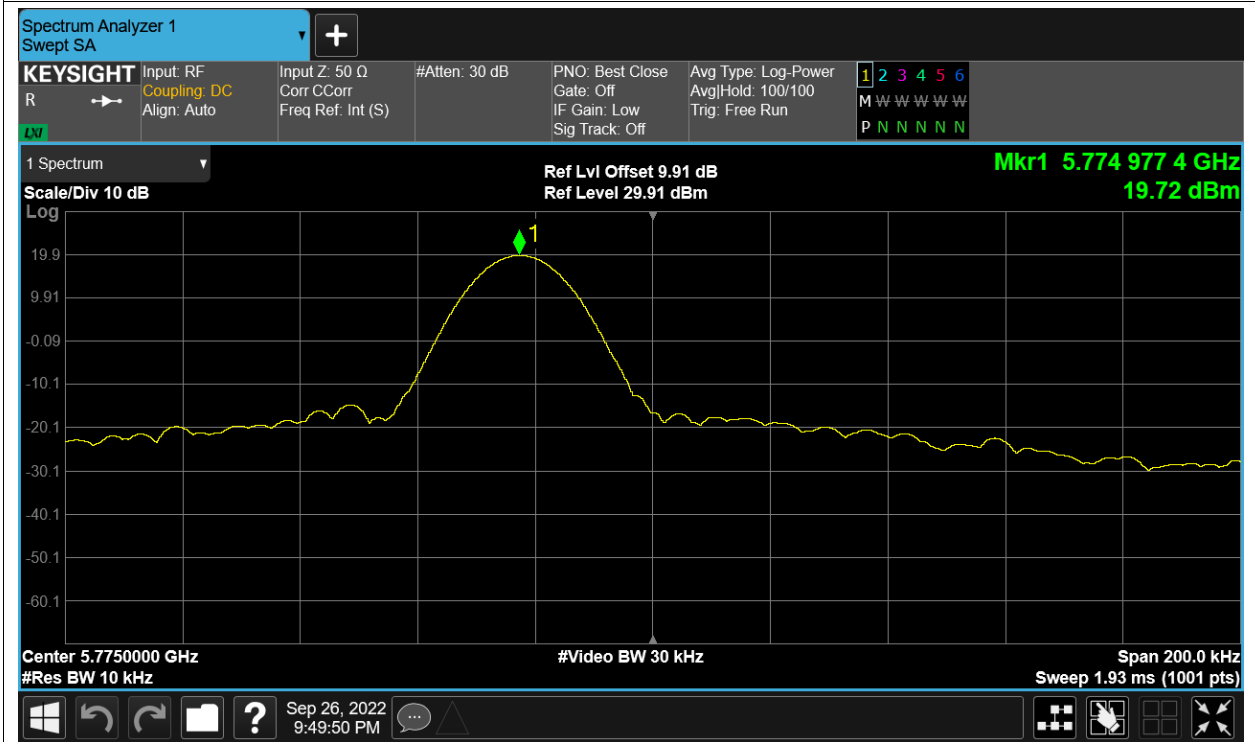 Spectrum Analyzer 1
Swept SA
+
KEYSIGHT Input: RF Input Z: 50 Ω #Atten: 30 dB PNO: Best Close Avg Type: Log-Power 1 2 3 4 5 6
R Coupling: DC Corr CCorr Gate: Off Avg|Hold: 100/100 M W W W W W
Align: Auto Freq Ref: Int (S) IF Gain: Low Trig: Free Run
LXI Sig Track: Off P N N N N N
1 Spectrum Ref Lvl Offset 9.91 dB Mkr1 5.774 977 4 GHz
Scale/Div 10 dB Ref Level 29.91 dBm 19.72 dBm
Log
1
19.9
9.91
-0.09
-10.1
-20.1
-30.1
-40.1
-50.1
-60.1
Center 5.7750000 GHz #Video BW 30 kHz Span 200.0 kHz
#Res BW 10 kHz Sweep 1.93 ms (1001 pts)
? Sep 26, 2022
9:49:50 PM